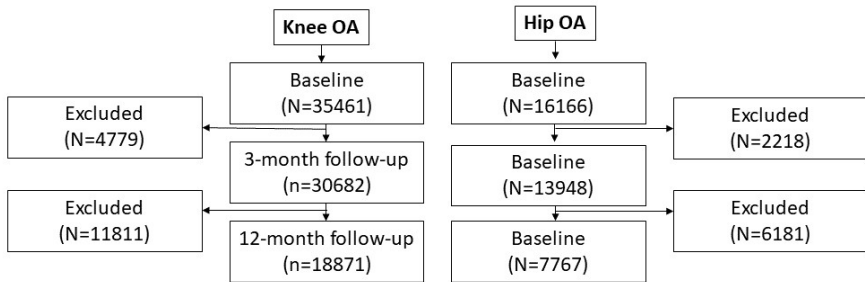 Knee OA
Baseline
(N=35461)
Excluded
(N=4779)
3-month follow-up
(n=30682)
Excluded
(N=11811)
12-month follow-up
(n=18871)
Hip OA
Baseline
(N=16166)
Excluded
(N=2218)
Baseline
(N=13948)
Excluded
(N=6181)
Baseline
(N=7767)